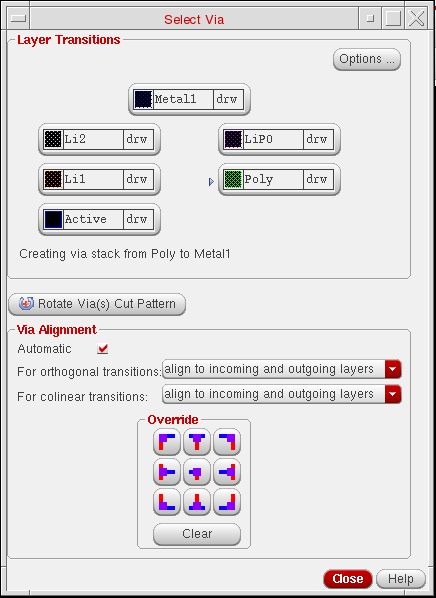 Select Via
Layer Transitions
Options ...
Metal1 drw
Li2 drw
LiPO drw
Li1 drw
Poly drw
Active drw
Creating via stack from Poly to Metal1
Rotate Via(s) Cut Pattern
Via Alignment
Automatic
For orthogonal transitions: align to incoming and outgoing layers
For colinear transitions: align to incoming and outgoing layers
Override
Clear
Close Help